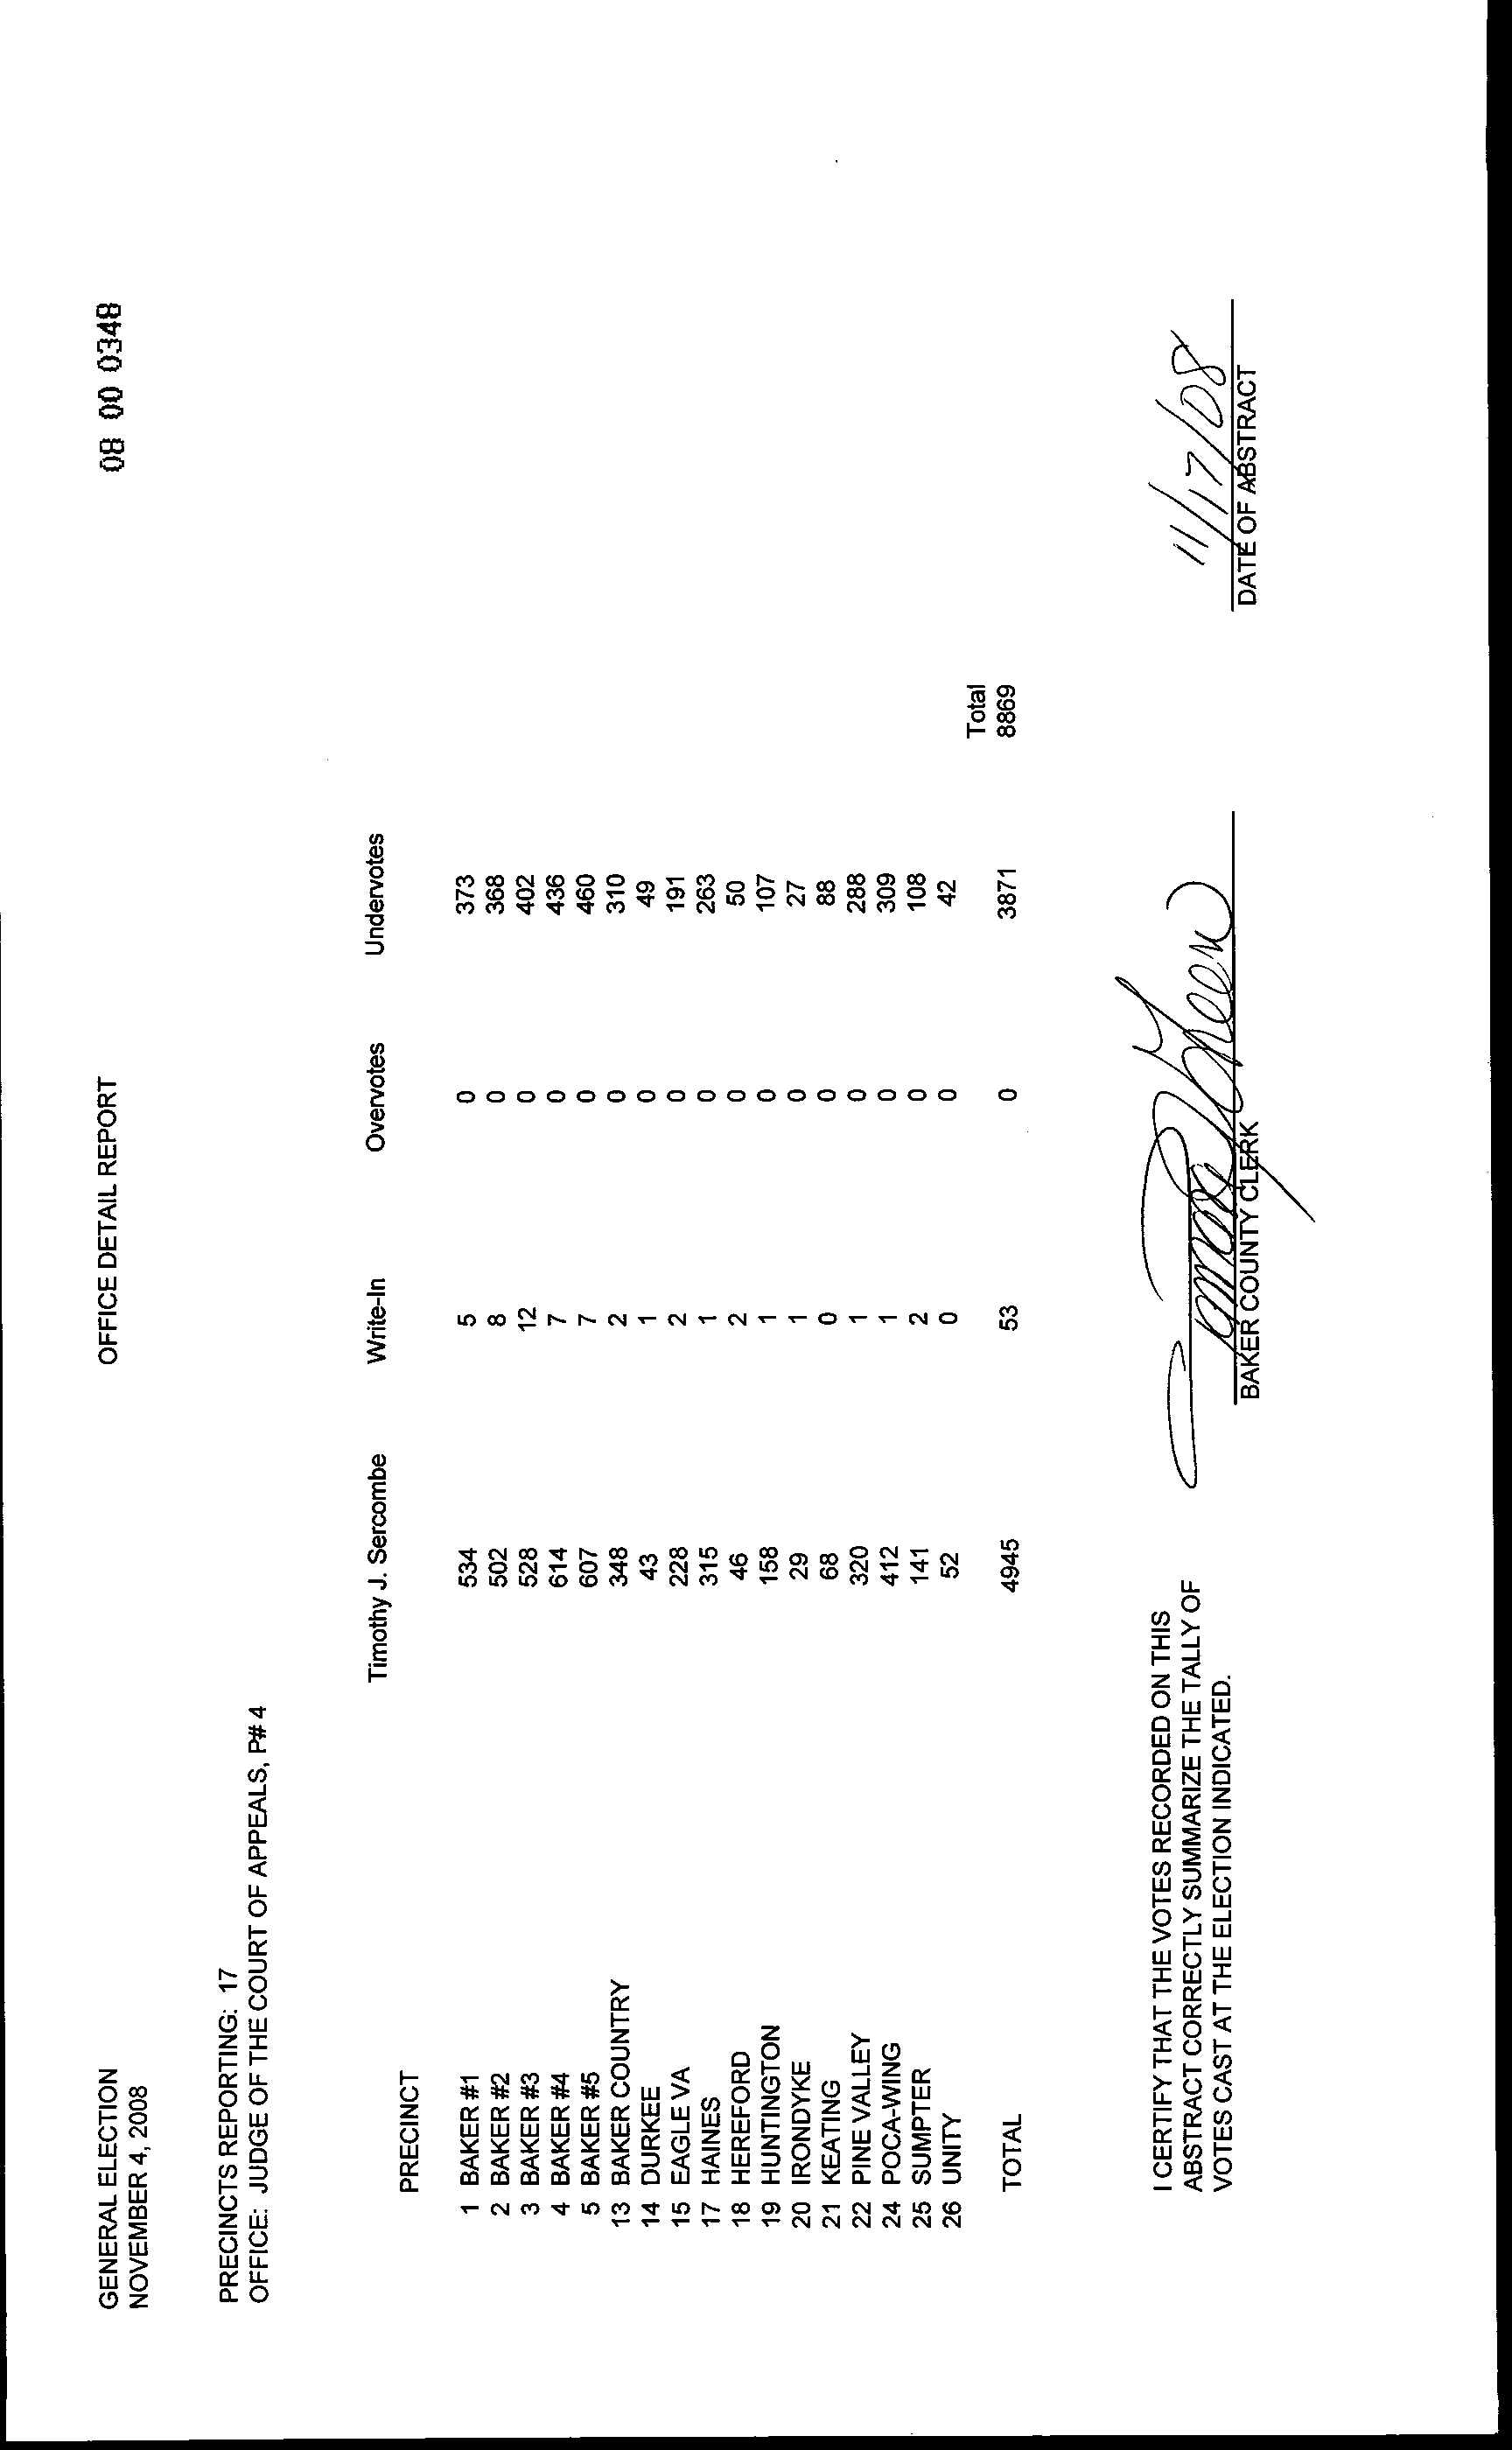 GENERAL ELECTION OFFICE DETAIL REPORT 08 00 0348
NOVEMBER 4, 2008
PRECINCTS REPORTING: 17
OFFICE: JUDGE OF THE COURT OF APPEALS, P# 4
Timothy J. Sercombe Write-In Overvotes Undervotes
PRECINCT
1 BAKER #1 534 5 0 373
2 BAKER #2 502 8 0 368
3 BAKER #3 528 12 0 402
4 BAKER #4 614 7 0 436
5 BAKER #5 607 7 0 460
13 BAKER COUNTRY 348 2 0 310
14 DURKEE 43 1 0 49
15 EAGLE VA 228 2 0 191
17 HAINES 315 1 0 263
18 HEREFORD 46 2 0 50
19 HUNTINGTON 158 1 0 107
20 IRONDYKE 29 1 0 27
21 KEATING 68 0 0 88
22 PINE VALLEY 320 1 0 288
24 POCA-WING 412 1 0 309
25 SUMPTER 141 2 0 108
26 UNITY 52 0 0 42
Total
TOTAL 4945 53 0 3871 8869
I CERTIFY THAT THE VOTES RECORDED ON THIS
ABSTRACT CORRECTLY SUMMARIZE THE TALLY OF
VOTES CAST AT THE ELECTION INDICATED.
11/17/08
BAKER COUNTY CLERK DATE OF ABSTRACT